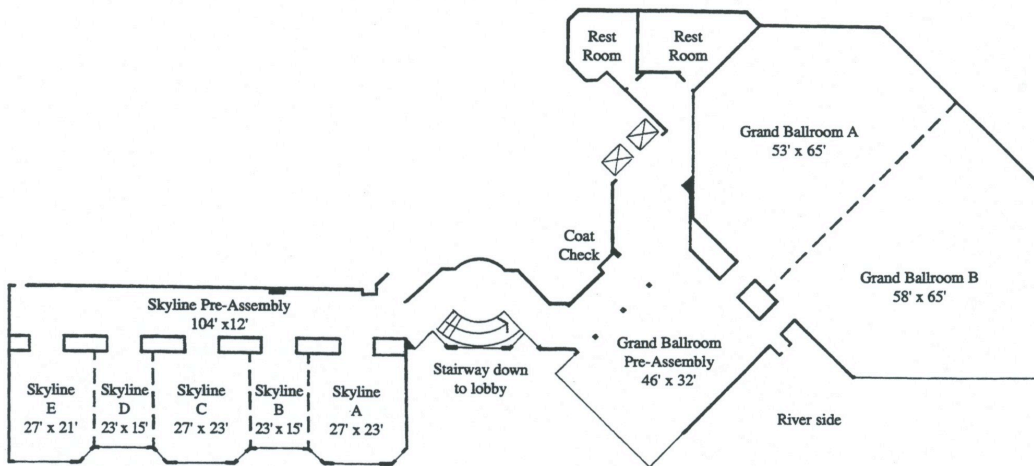 Rest
Room
Rest
Room
Grand Ballroom A
53' x 65'
Coat
Check
Grand Ballroom B
58' x 65'
Skyline Pre-Assembly
104' x12'
Grand Ballroom
Pre-Assembly
46' x 32'
Stairway down
to lobby
Skyline
E
27' x 21'
Skyline
D
23' x 15'
Skyline
C
27' x 23'
Skyline
B
23' x 15'
Skyline
A
27' x 23'
River side